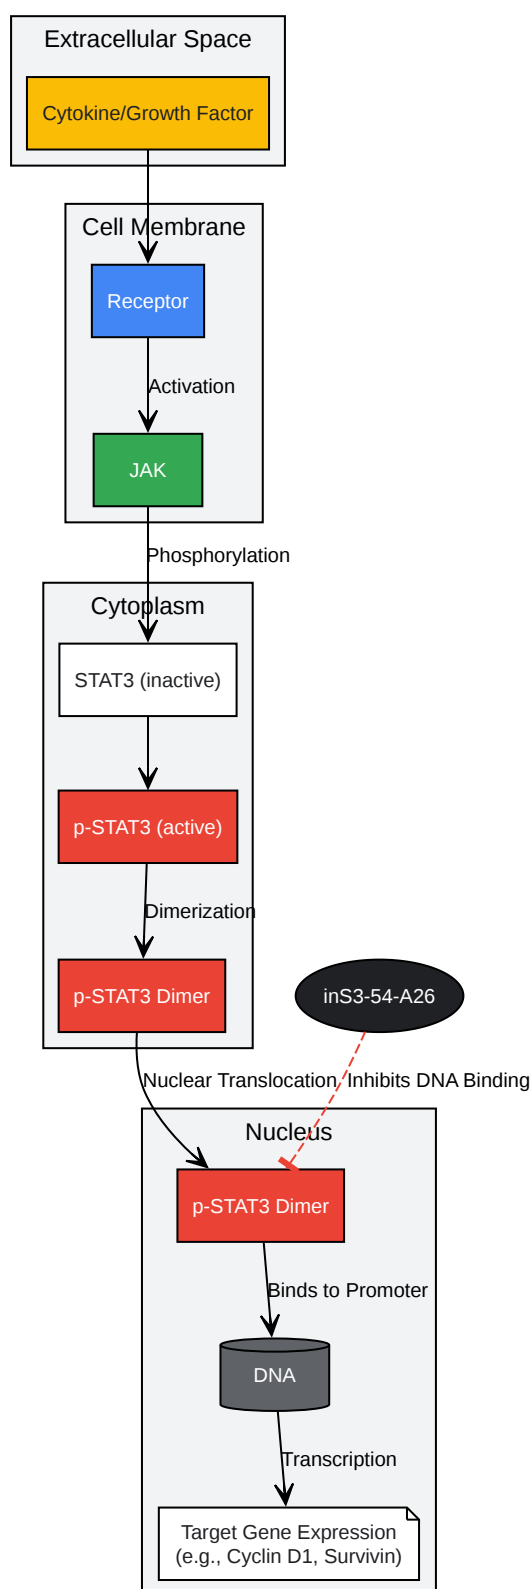 Extracellular Space
Cytokine/Growth Factor
Cell Membrane
Receptor
Activation
JAK
Phosphorylation
Cytoplasm
STAT3 (inactive)
p-STAT3 (active)
Dimerization
p-STAT3 Dimer
inS3-54-A26
Nuclear Translocation
Inhibits DNA Binding
Nucleus
p-STAT3 Dimer
Binds to Promoter
DNA
Transcription
Target Gene Expression
(e.g., Cyclin D1, Survivin)